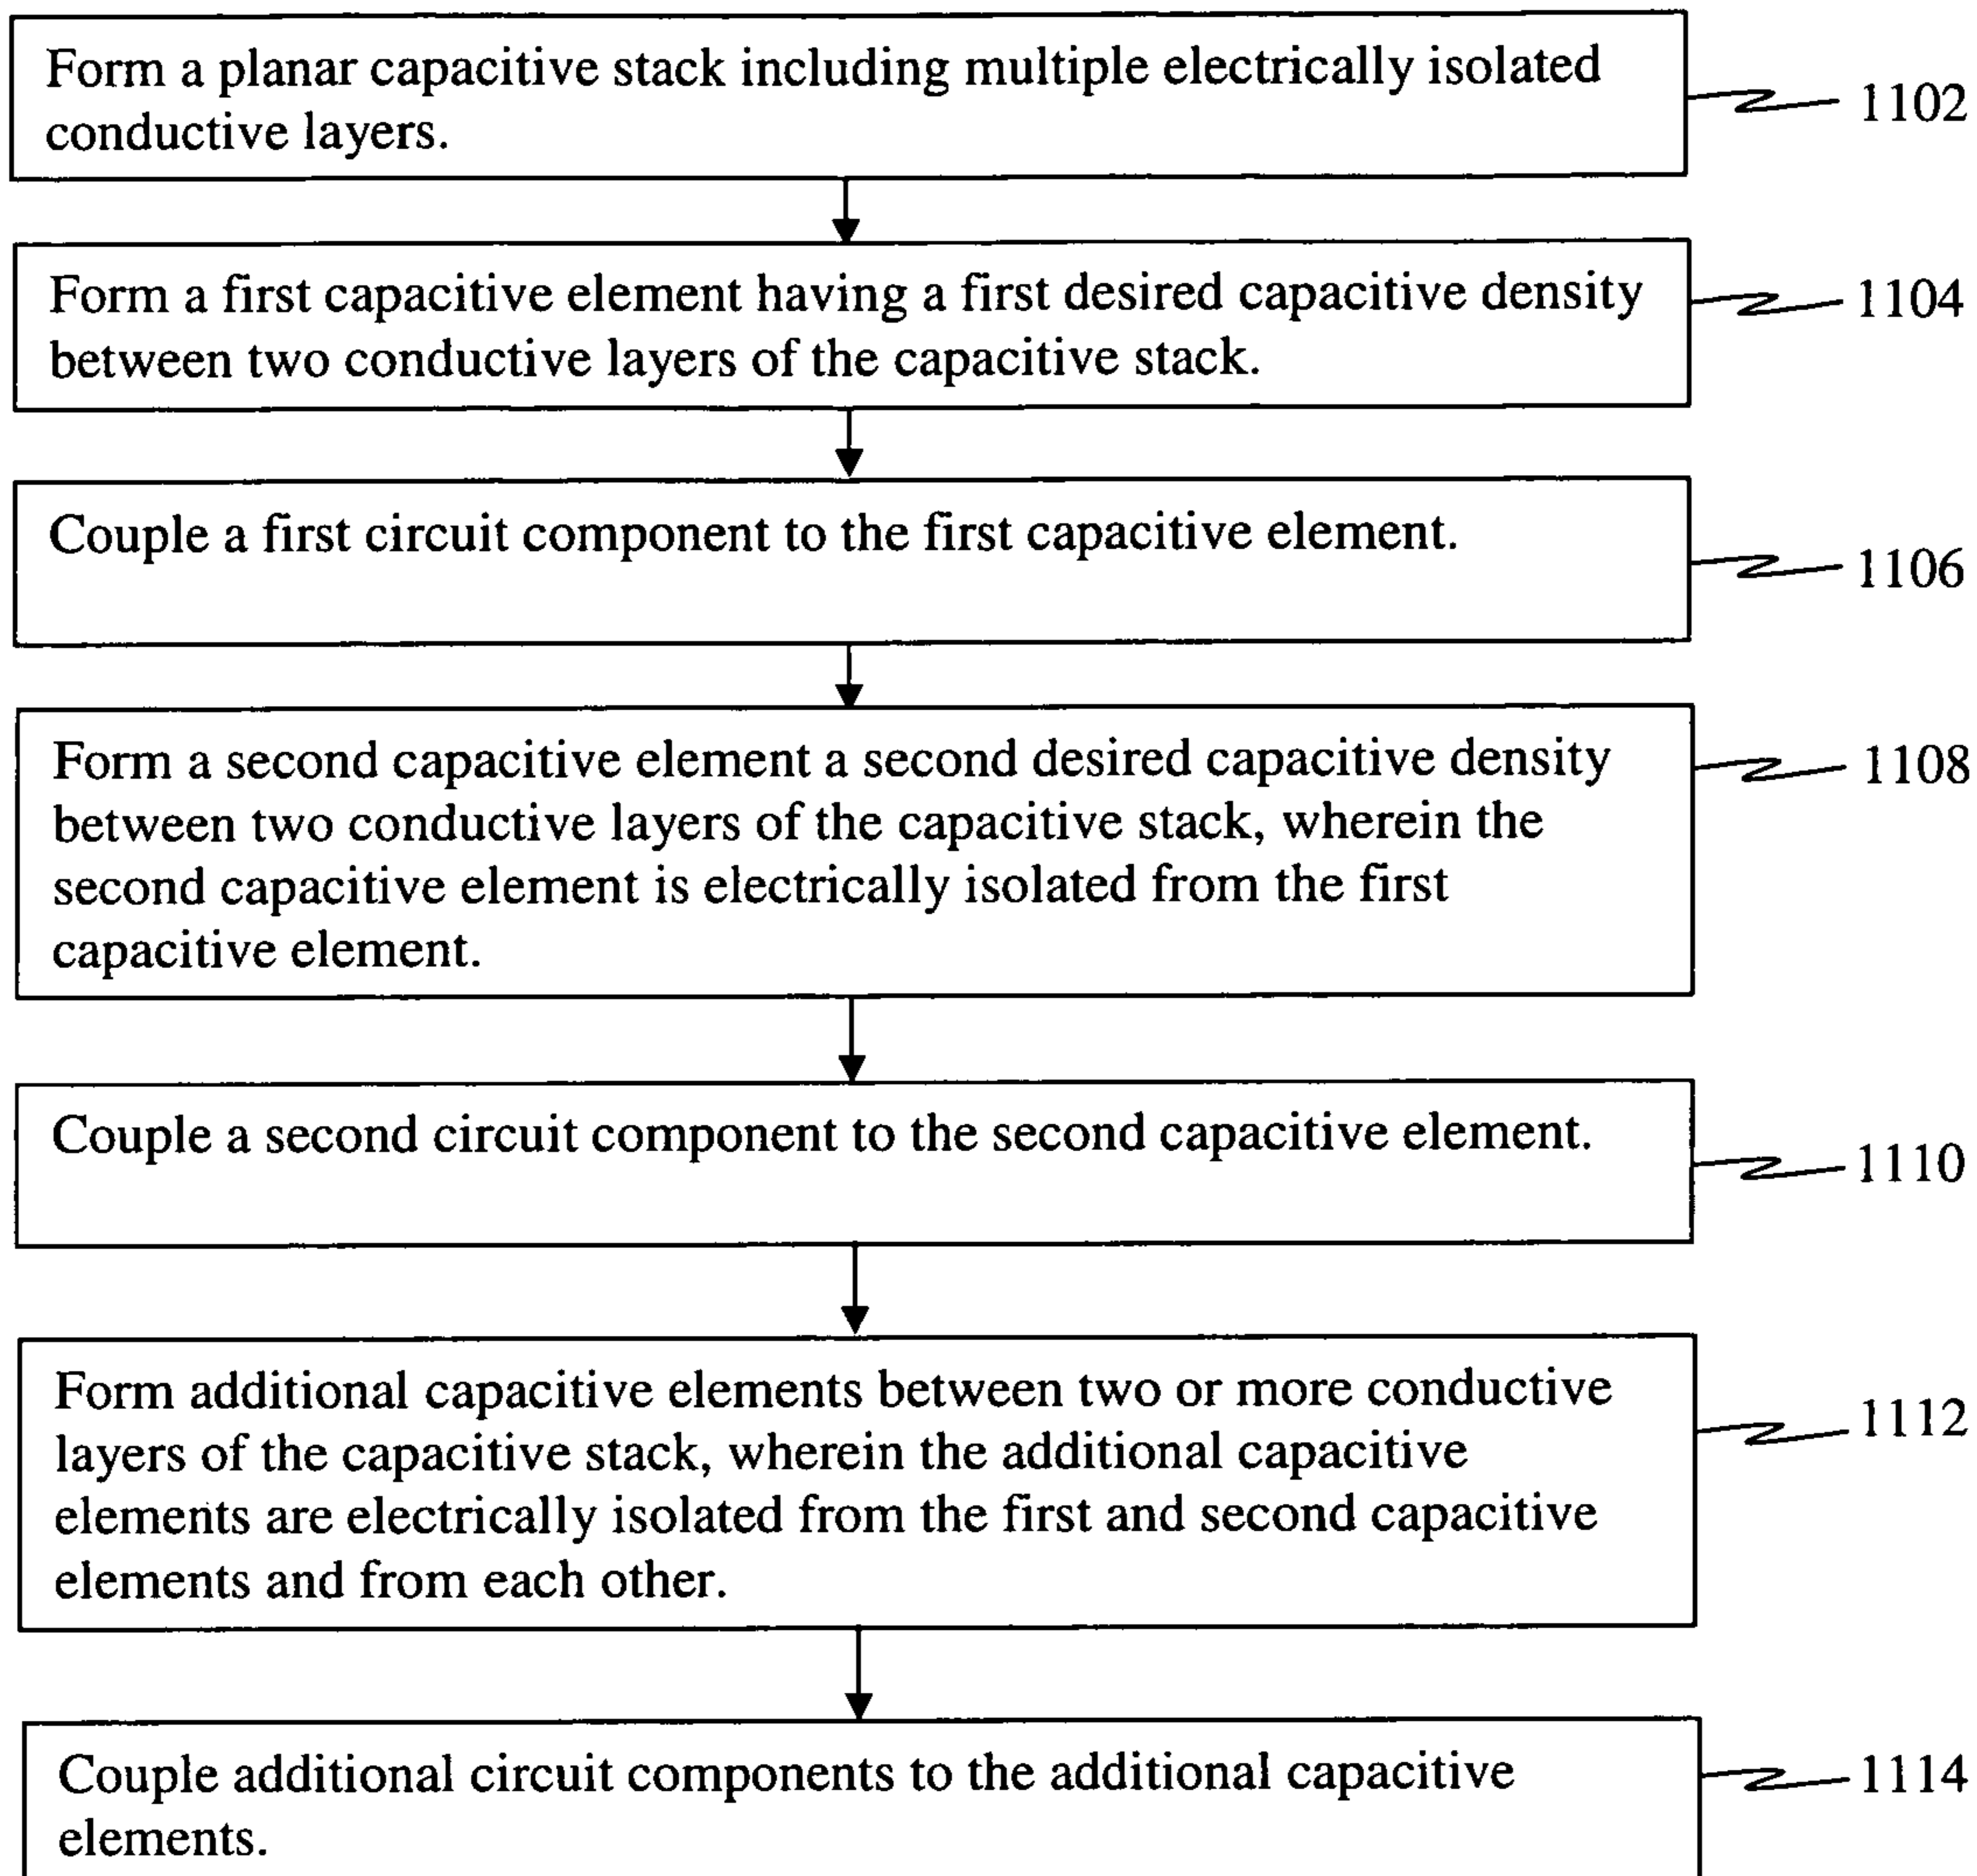 Form a planar capacitive stack including multiple electrically isolated
conductive layers.
1102
Form a first capacitive element having a first desired capacitive density
between two conductive layers of the capacitive stack.
1104
Couple a first circuit component to the first capacitive element.
1106
Form a second capacitive element a second desired capacitive density
between two conductive layers of the capacitive stack, wherein the
second capacitive element is electrically isolated from the first
capacitive element.
1108
Couple a second circuit component to the second capacitive element.
1110
Form additional capacitive elements between two or more conductive
layers of the capacitive stack, wherein the additional capacitive
elements are electrically isolated from the first and second capacitive
elements and from each other.
1112
Couple additional circuit components to the additional capacitive
elements.
1114